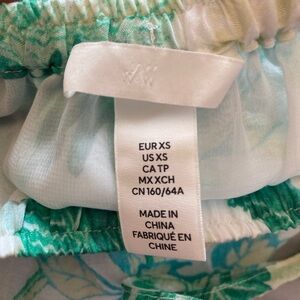 EUR XS
US XS
CA TP
MX XCH
CN 160/64A
MADE IN
CHINA
FABRIQUÉ EN
CHINE